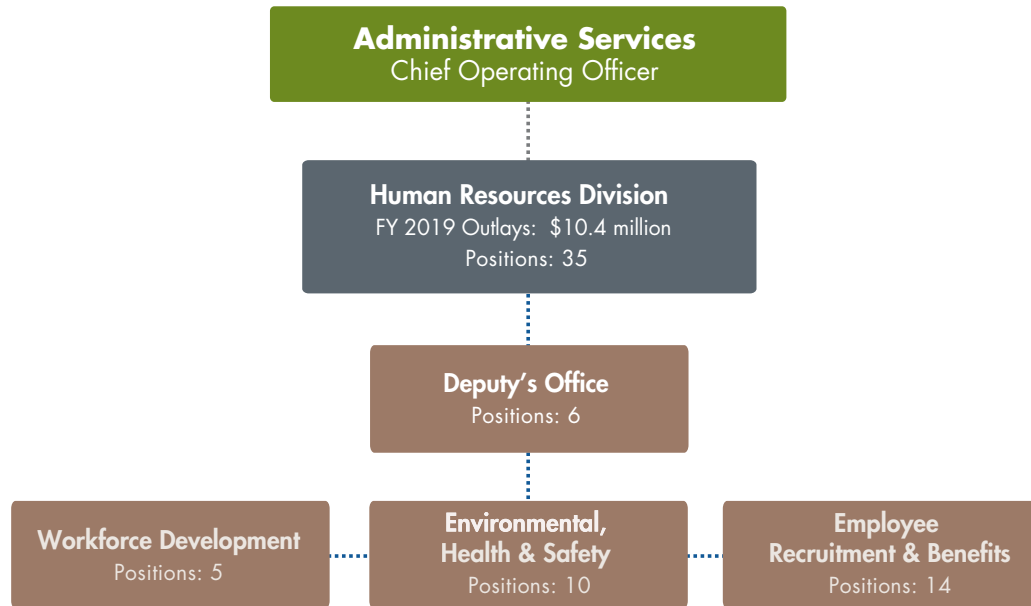 Administrative Services
Chief Operating Officer
Human Resources Division
FY 2019 Outlays: $10.4 million
Positions: 35
Deputy’s Office
Positions: 6
Workforce Development
Positions: 5
Environmental,
Health & Safety
Positions: 10
Employee
Recruitment & Benefits
Positions: 14